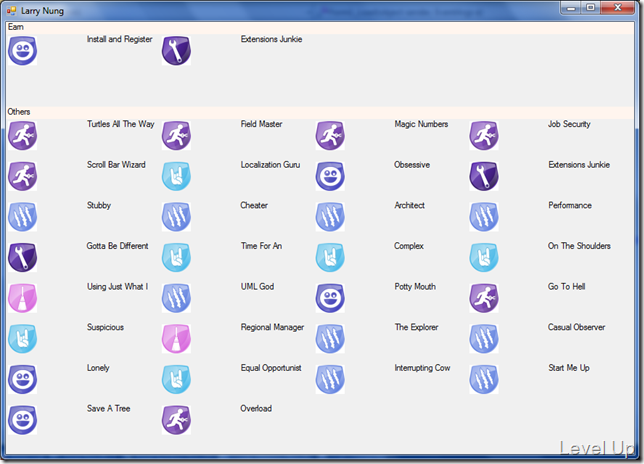 Larry Nung
Earn
Install and Register
Extensions Junkie
Others
Turtles All The Way
Field Master
Magic Numbers
Job Security
Scroll Bar Wizard
Localization Guru
Obsessive
Extensions Junkie
Stubby
Cheater
Architect
Performance
Gotta Be Different
Time For An
Complex
On The Shoulders
Using Just What I
UML God
Potty Mouth
Go To Hell
Suspicious
Regional Manager
The Explorer
Casual Observer
Lonely
Equal Opportunist
Interrupting Cow
Start Me Up
Save A Tree
Overload
Level Up